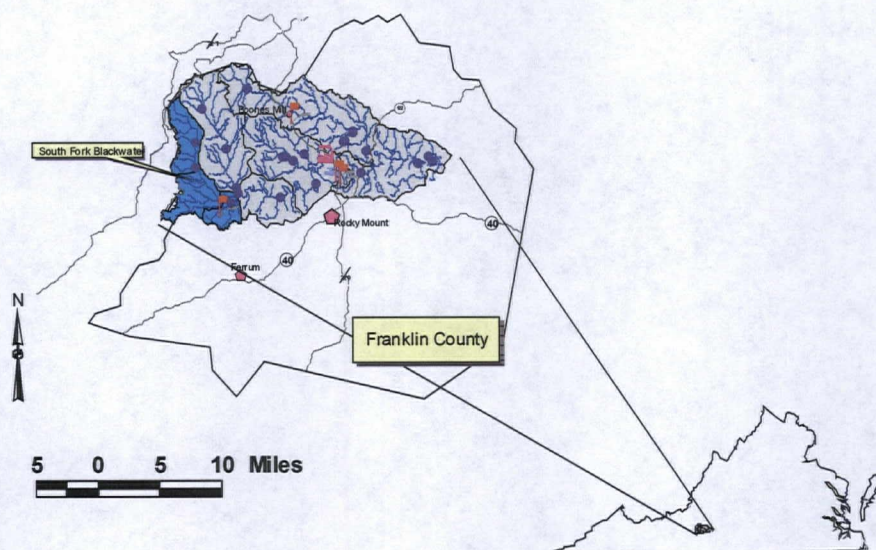 Boones Mill
40
South Fork Blackwater
Rocky Mount
40
40
Ferrum
N
Franklin County
5 0 5 10 Miles